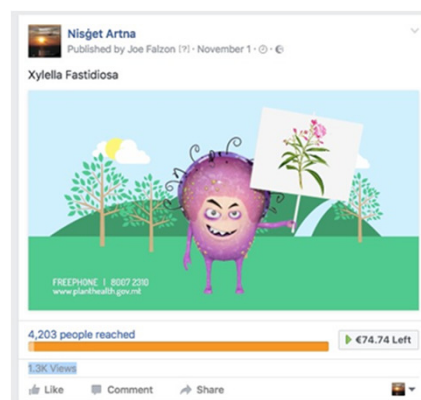 Nisġet Artna
Published by Joe Falzon [?] · November 1 ·
Xylella Fastidiosa
FREEPHONE | 8007 2310
www.planthealth.gov.mt
4,203 people reached
€74.74 Left
1.3K Views
Like Comment Share